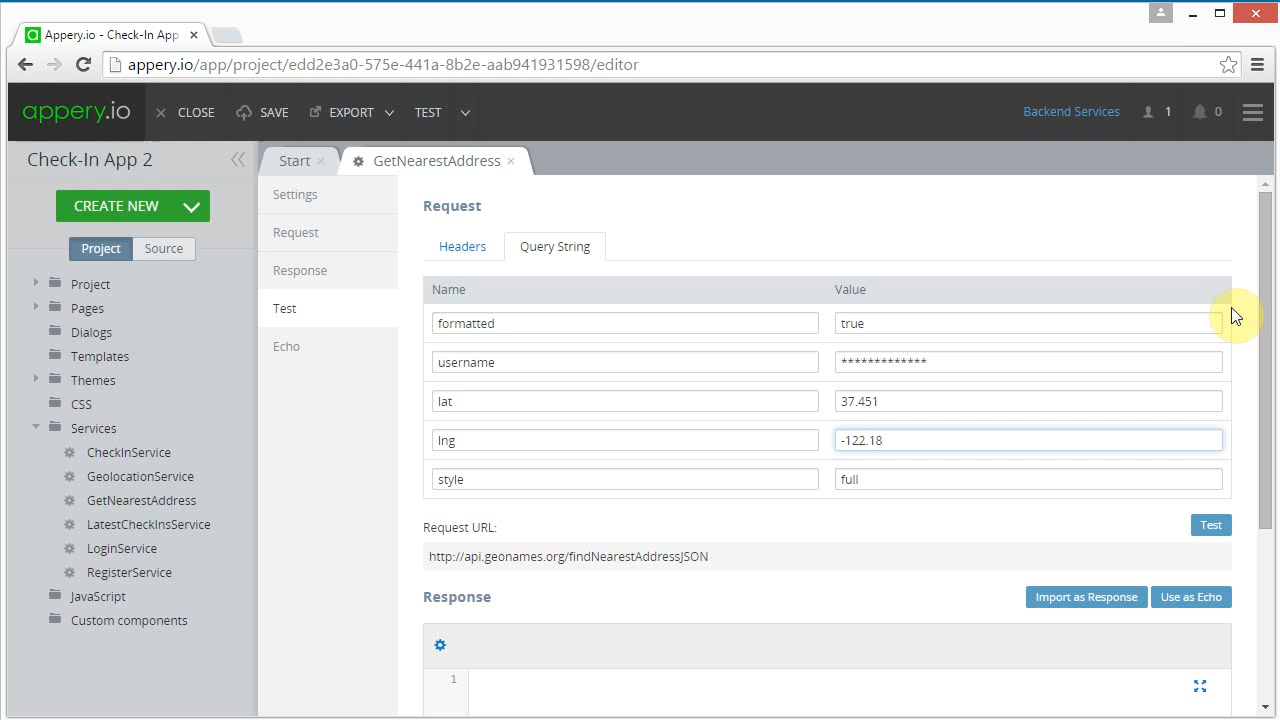 Appery.io - Check-In App
appery.io/app/project/edd2e3a0-575e-441a-8b2e-aab941931598/editor
appery.io
CLOSE
SAVE
EXPORT
TEST
Backend Services
1
0
Check-In App 2
CREATE NEW
Project
Source
Project
Pages
Dialogs
Templates
Themes
CSS
Services
CheckInService
GeolocationService
GetNearestAddress
LatestCheckInsService
LoginService
RegisterService
JavaScript
Custom components
Start
GetNearestAddress
Settings
Request
Response
Test
Echo
Request
Headers
Query String
Name Value
formatted true
username *************
lat 37.451
lng -122.18
style full
Request URL:
Test
http://api.geonames.org/findNearestAddressJSON
Response
Import as Response
Use as Echo
1